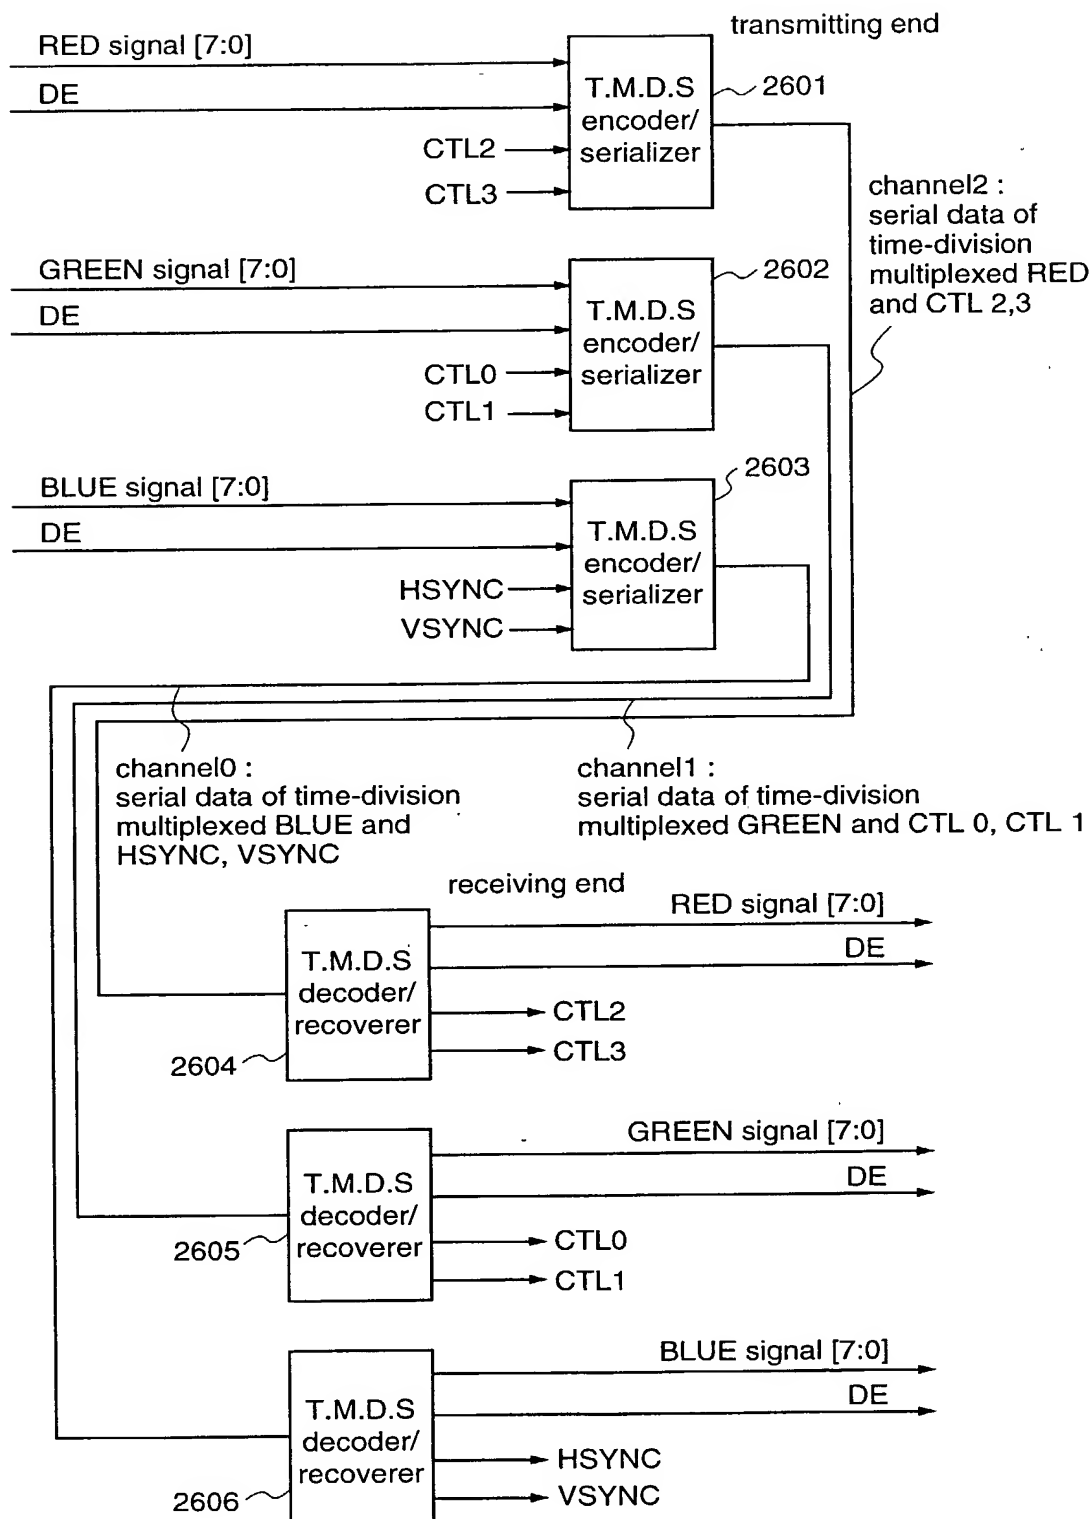 transmitting end
RED signal [7:0]
DE
CTL2
CTL3
T.M.D.S
encoder/
serializer
2601
channel2 :
serial data of
time-division
multiplexed RED
and CTL 2,3
GREEN signal [7:0]
DE
CTL0
CTL1
T.M.D.S
encoder/
serializer
2602
BLUE signal [7:0]
DE
HSYNC
VSYNC
T.M.D.S
encoder/
serializer
2603
channel0 :
serial data of time-division
multiplexed BLUE and
HSYNC, VSYNC
channel1 :
serial data of time-division
multiplexed GREEN and CTL 0, CTL 1
receiving end
T.M.D.S
decoder/
recoverer
2604
RED signal [7:0]
DE
CTL2
CTL3
T.M.D.S
decoder/
recoverer
2605
GREEN signal [7:0]
DE
CTL0
CTL1
T.M.D.S
decoder/
recoverer
2606
BLUE signal [7:0]
DE
HSYNC
VSYNC